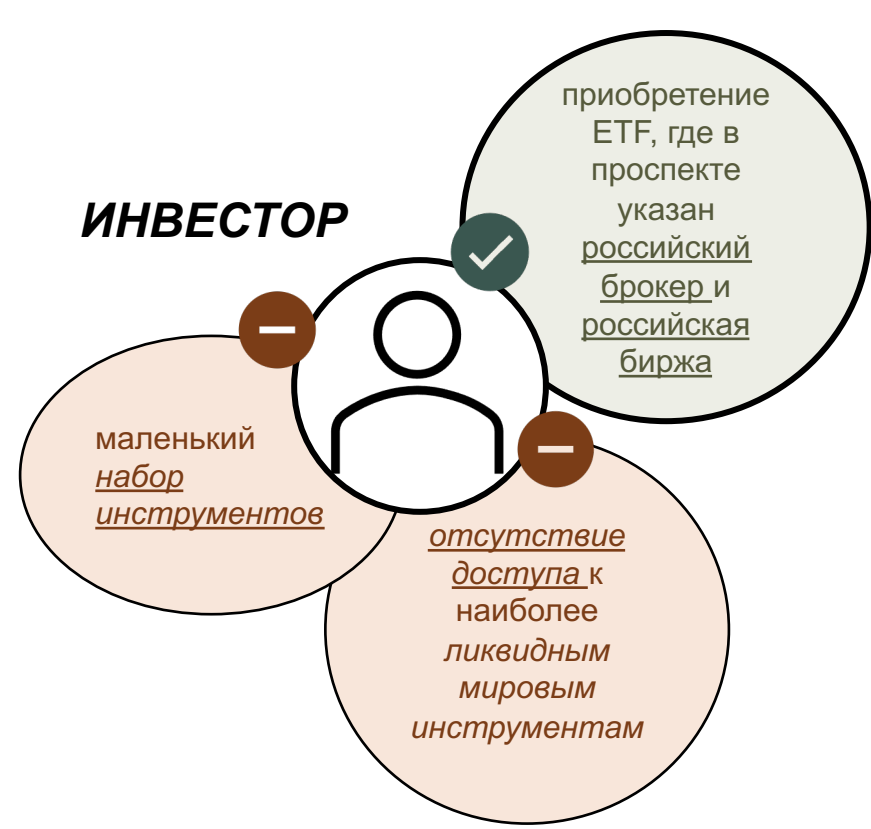 ИНВЕСТОР
приобретение
ETF, где в
проспекте
указан
российский
брокер и
российская
биржа
маленький
набор
инструментов
отсутствие
доступа к
наиболее
ликвидным
мировым
инструментам